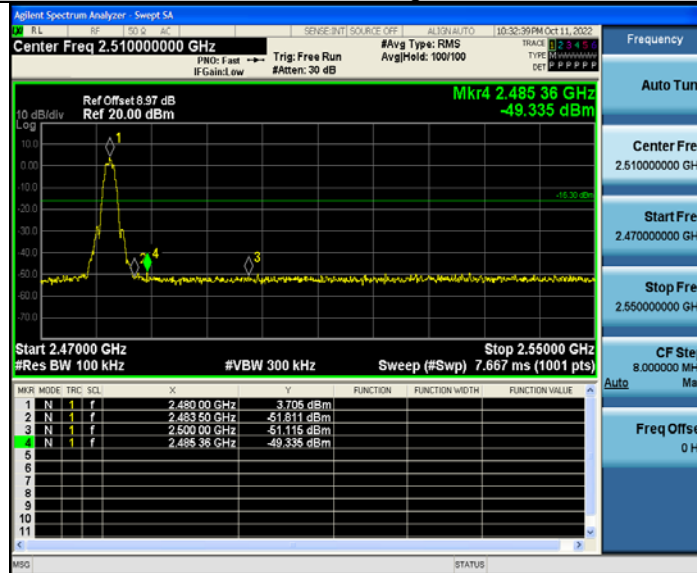 Agilent Spectrum Analyzer - Swept SA
RL RF 50 Ω AC SENSE:INT SOURCE OFF ALIGNAUTO 10:32:39 PM Oct 11, 2022
Center Freq 2.510000000 GHz
PNO: Fast
IFGain:Low
Trig: Free Run
#Atten: 30 dB
#Avg Type: RMS
Avg|Hold: 100/100
TRACE 1 2 3 4 5 6
TYPE M
DET P P P P P P
Mkr4 2.485 36 GHz
-49.335 dBm
Ref Offset 8.97 dB
10 dB/div Ref 20.00 dBm
Log
10.0
0.00
-10.0
-20.0
-30.0
-40.0
-50.0
-60.0
-70.0
1
2
4
3
Start 2.47000 GHz Stop 2.55000 GHz
#Res BW 100 kHz #VBW 300 kHz Sweep (#Swp) 7.667 ms (1001 pts)
MKR MODE TRC SCL X Y FUNCTION FUNCTION WIDTH FUNCTION VALUE
1 N 1 f 2.480 00 GHz 3.705 dBm
2 N 1 f 2.483 50 GHz -51.811 dBm
3 N 1 f 2.500 00 GHz -51.115 dBm
4 N 1 f 2.485 36 GHz -49.335 dBm
5
6
7
8
9
10
11
MSG STATUS
Frequency
Auto Tun
Center Fre
2.510000000 GH
Start Fre
2.470000000 GH
Stop Fre
2.550000000 GH
CF Ste
8.000000 MH
Auto Ma
Freq Offse
0 H